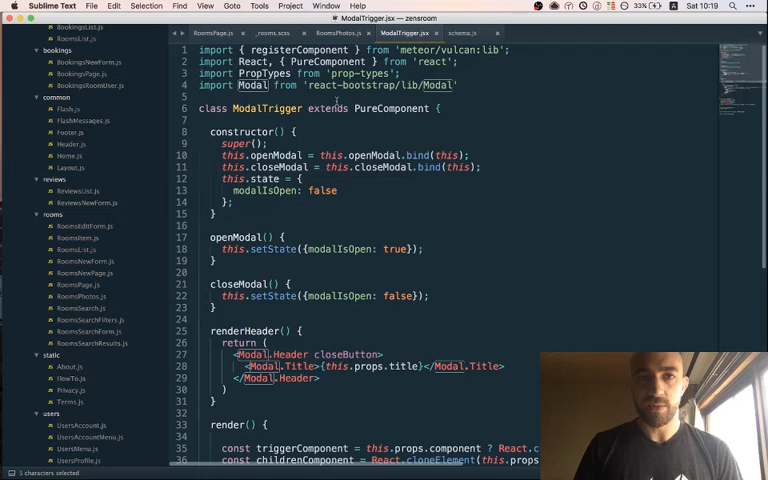 Sublime Text File Edit Selection Find View Goto Tools Project Window Help 33% Sat 10:19
ModalTrigger.jsx — zensroom
RoomsPage.js _rooms.scss RoomsPhotos.js ModalTrigger.jsx schema.js
BookingsList.js
RoomsList.js
bookings
BookingsNewForm.js
BookingsPage.js
BookingsRoomUser.js
common
Flash.js
FlashMessages.js
Footer.js
Header.js
Home.js
Layout.js
reviews
ReviewsList.js
ReviewsNewForm.js
rooms
RoomsEditForm.js
RoomsItem.js
RoomsList.js
RoomsNewForm.js
RoomsNewPage.js
RoomsPage.js
RoomsPhotos.js
RoomsSearch.js
RoomsSearchFilters.js
RoomsSearchForm.js
RoomsSearchResults.js
static
About.js
HowTo.js
Privacy.js
Terms.js
users
UsersAccount.js
UsersAccountMenu.js
UsersMenu.js
UsersProfile.js
1 import { registerComponent } from 'meteor/vulcan:lib';
2 import React, { PureComponent } from 'react';
3 import PropTypes from 'prop-types';
4 import Modal from 'react-bootstrap/lib/Modal'
5
6 class ModalTrigger extends PureComponent {
7
8 constructor() {
9 super();
10 this.openModal = this.openModal.bind(this);
11 this.closeModal = this.closeModal.bind(this);
12 this.state = {
13 modalIsOpen: false
14 };
15 }
16
17 openModal() {
18 this.setState({modalIsOpen: true});
19 }
20
21 closeModal() {
22 this.setState({modalIsOpen: false});
23 }
24
25 renderHeader() {
26 return (
27 <Modal.Header closeButton>
28 <Modal.Title>{this.props.title}</Modal.Title>
29 </Modal.Header>
30 )
31 }
32
33 render() {
34
35 const triggerComponent = this.props.component ? React.c
36 const childrenComponent = React.cloneElement(this.props
5 characters selected